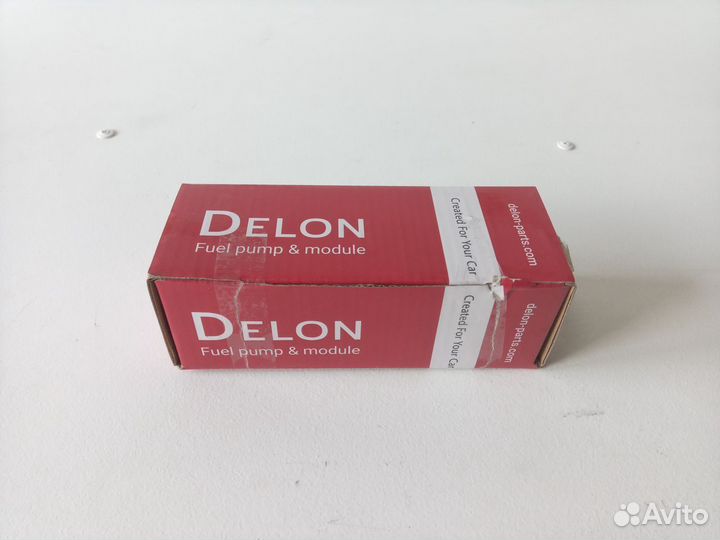 DELON
Fuel pump & module
Created For Your Car
delon-parts.com
DELON
Fuel pump & module
Created For Your Car
delon-parts.com
Avito